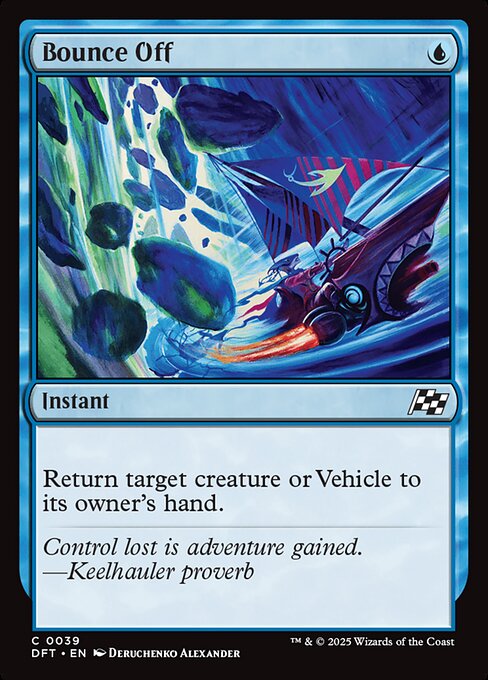 Bounce Off
Instant
Return target creature or Vehicle to
its owner's hand.
Control lost is adventure gained.
—Keelhauler proverb
C 0039
DFT • EN Deruchenko Alexander
™ & © 2025 Wizards of the Coast